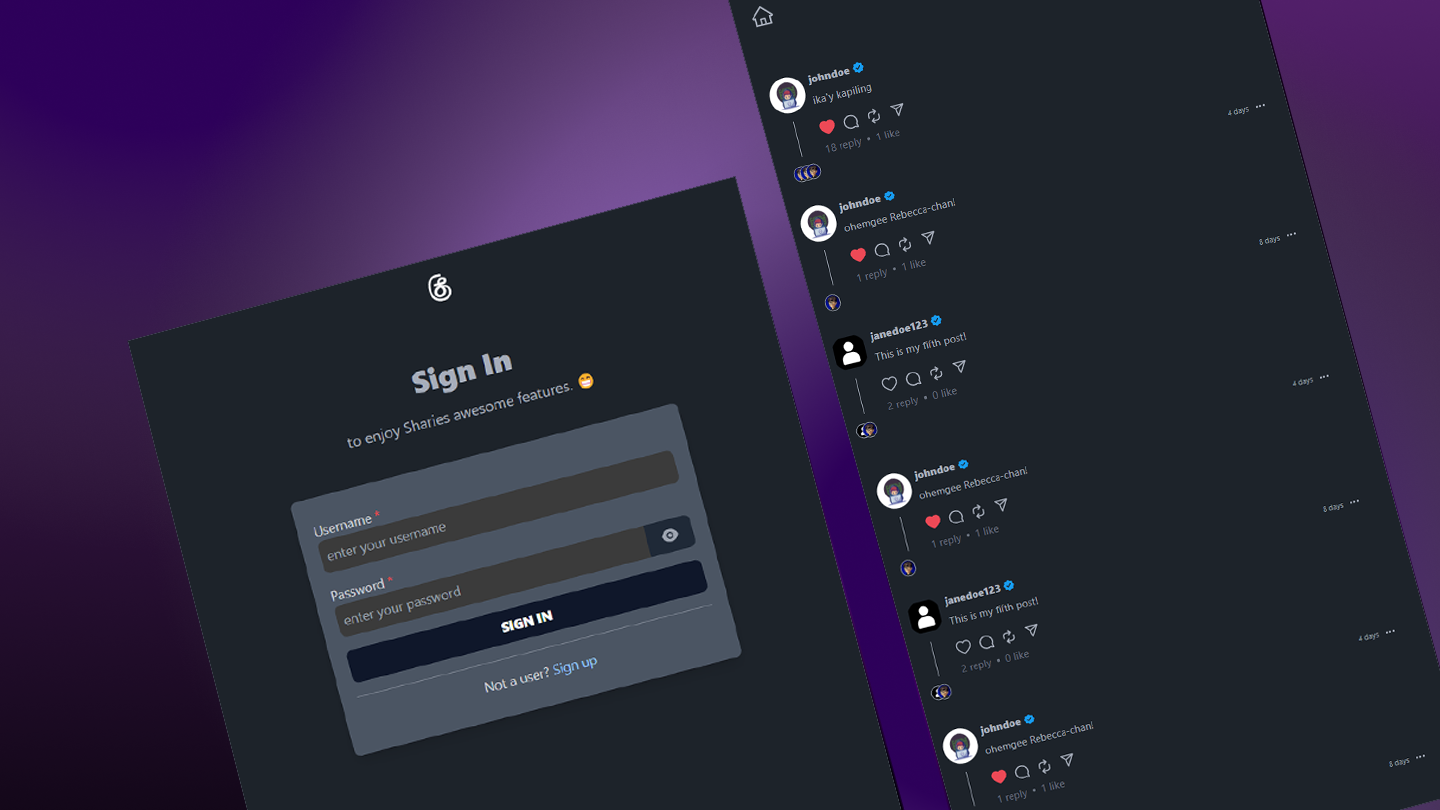 Sign In
to enjoy Sharies awesome features. 😁
Username *
enter your username
Password *
enter your password
SIGN IN
Not a user? Sign up
johndoe
ika'y kapiling
18 reply • 1 like
4 days ...
johndoe
ohemgee Rebecca-chan!
1 reply • 1 like
8 days ...
janedoe123
This is my fifth post!
2 reply • 0 like
4 days ...
johndoe
ohemgee Rebecca-chan!
1 reply • 1 like
8 days ...
janedoe123
This is my fifth post!
2 reply • 0 like
4 days ...
johndoe
ohemgee Rebecca-chan!
1 reply • 1 like
8 days ...